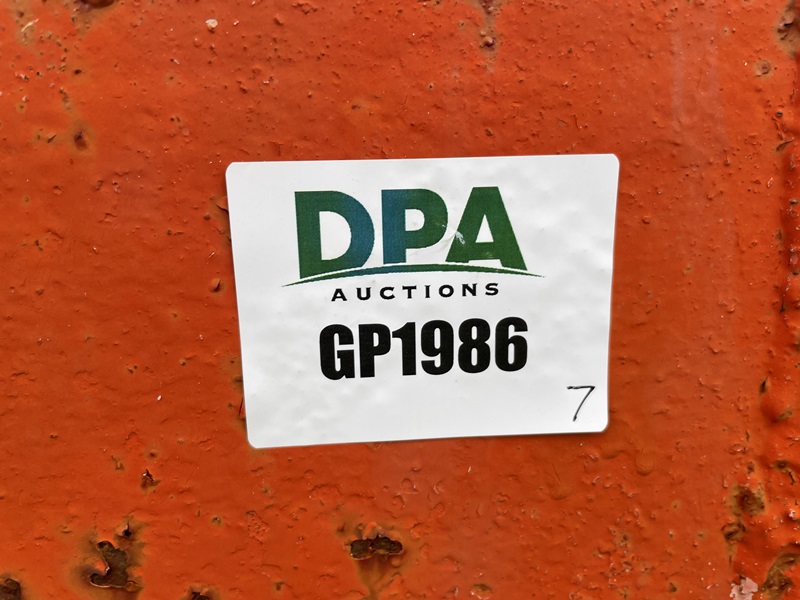 DPA
AUCTIONS
GP1986
7